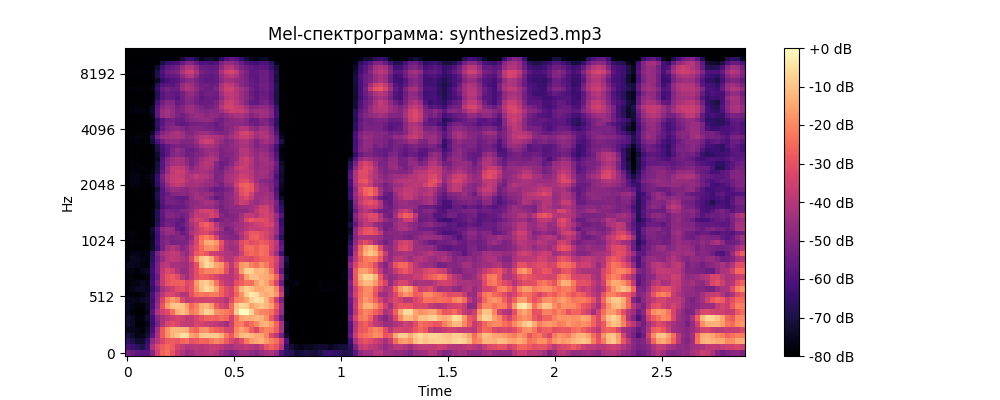 Mel-спектрограмма: synthesized3.mp3
8192
4096
2048
1024
512
0
Hz
0
0.5
1
1.5
2
2.5
Time
+0 dB
-10 dB
-20 dB
-30 dB
-40 dB
-50 dB
-60 dB
-70 dB
-80 dB